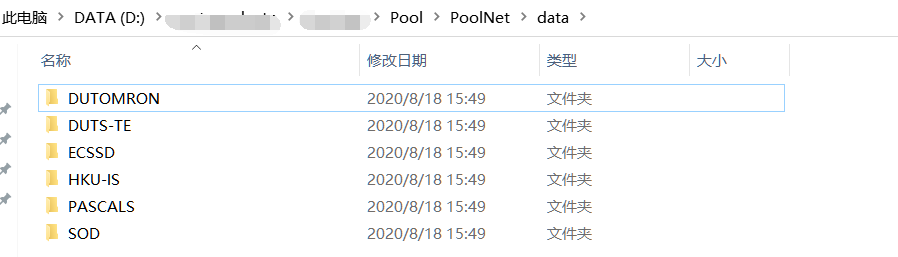 此电脑 > DATA (D:) > > > Pool > PoolNet > data >
名称 修改日期 类型 大小
DUTOMRON 2020/8/18 15:49 文件夹
DUTS-TE 2020/8/18 15:49 文件夹
ECSSD 2020/8/18 15:49 文件夹
HKU-IS 2020/8/18 15:49 文件夹
PASCALS 2020/8/18 15:49 文件夹
SOD 2020/8/18 15:49 文件夹